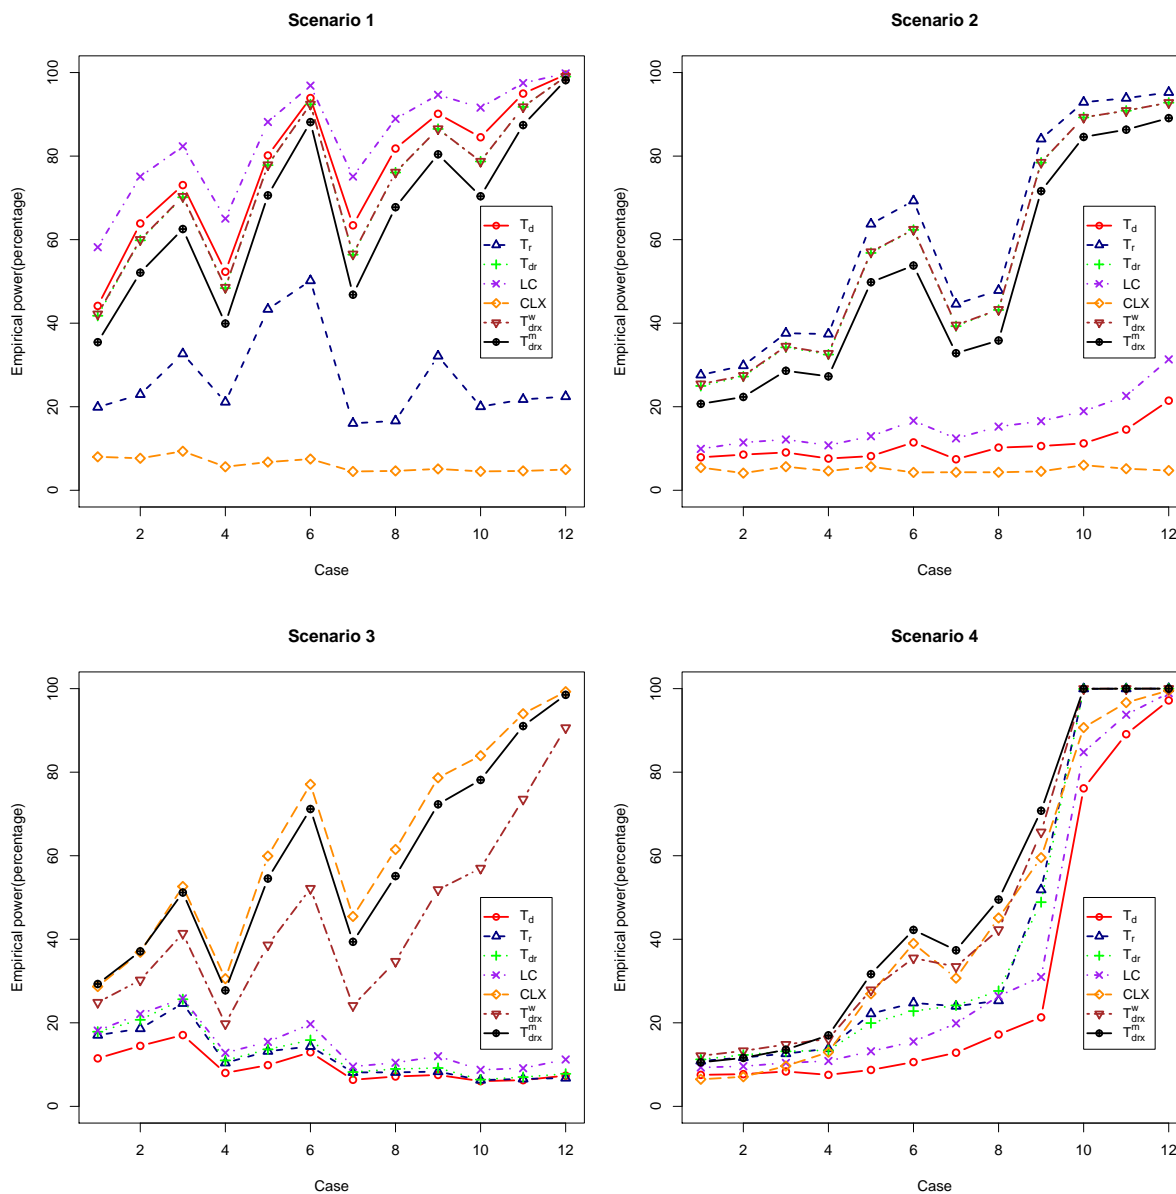 Scenario 1
Empirical power(percentage)
100
80
60
40
20
0
T_d
T_r
T_dr
LC
CLX
T^w_drx
T^m_drx
2 4 6 8 10 12
Case
Scenario 2
Empirical power(percentage)
100
80
60
40
20
0
T_d
T_r
T_dr
LC
CLX
T^w_drx
T^m_drx
2 4 6 8 10 12
Case
Scenario 3
Empirical power(percentage)
100
80
60
40
20
0
T_d
T_r
T_dr
LC
CLX
T^w_drx
T^m_drx
2 4 6 8 10 12
Case
Scenario 4
Empirical power(percentage)
100
80
60
40
20
0
T_d
T_r
T_dr
LC
CLX
T^w_drx
T^m_drx
2 4 6 8 10 12
Case